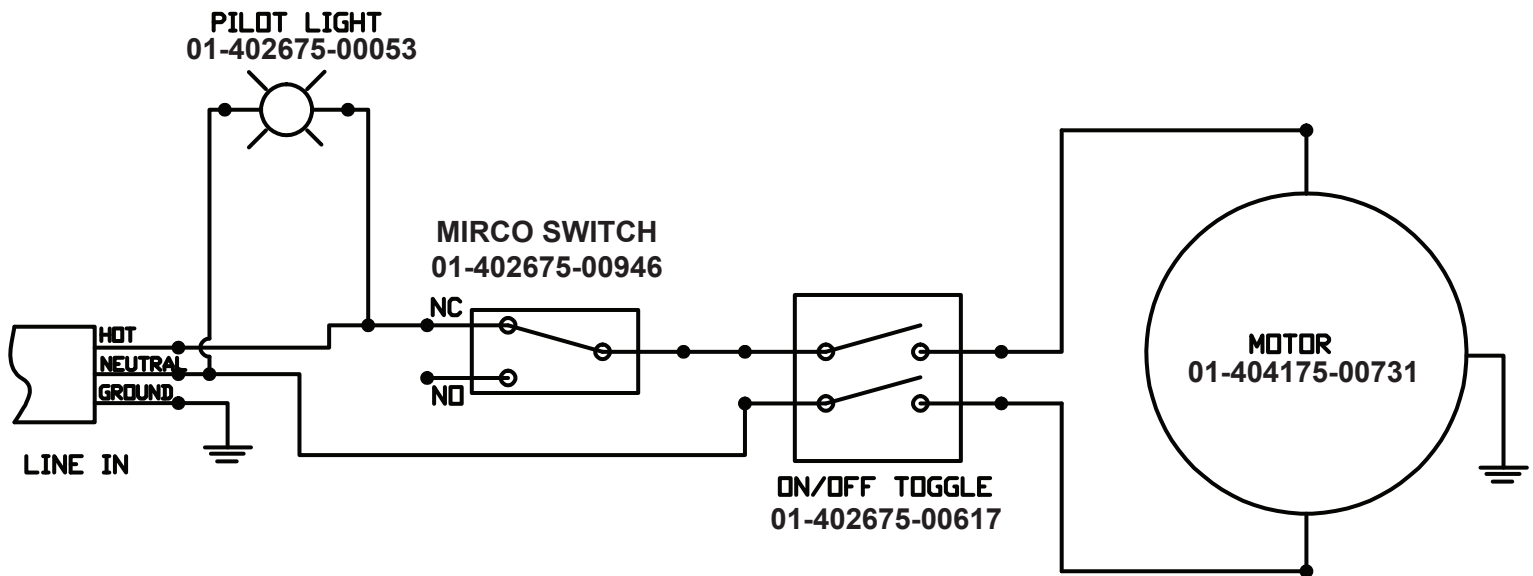 PILOT LIGHT
01-402675-00053
MIRCO SWITCH
01-402675-00946
NC
NO
HOT
NEUTRAL
GROUND
LINE IN
ON/OFF TOGGLE
01-402675-00617
MOTOR
01-404175-00731